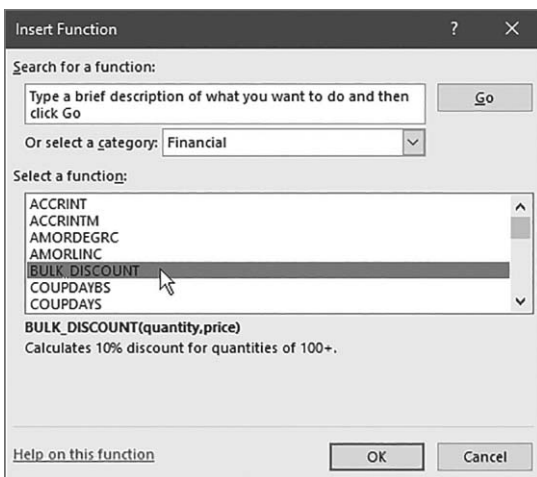 Insert Function
?
×
Search for a function:
Type a brief description of what you want to do and then
click Go
Go
Or select a category: Financial
Select a function:
ACCRINT
ACCRINTM
AMORDEGRC
AMORLINC
BULK_DISCOUNT
COUPDAYBS
COUPDAYS
BULK_DISCOUNT(quantity,price)
Calculates 10% discount for quantities of 100+.
Help on this function
OK
Cancel